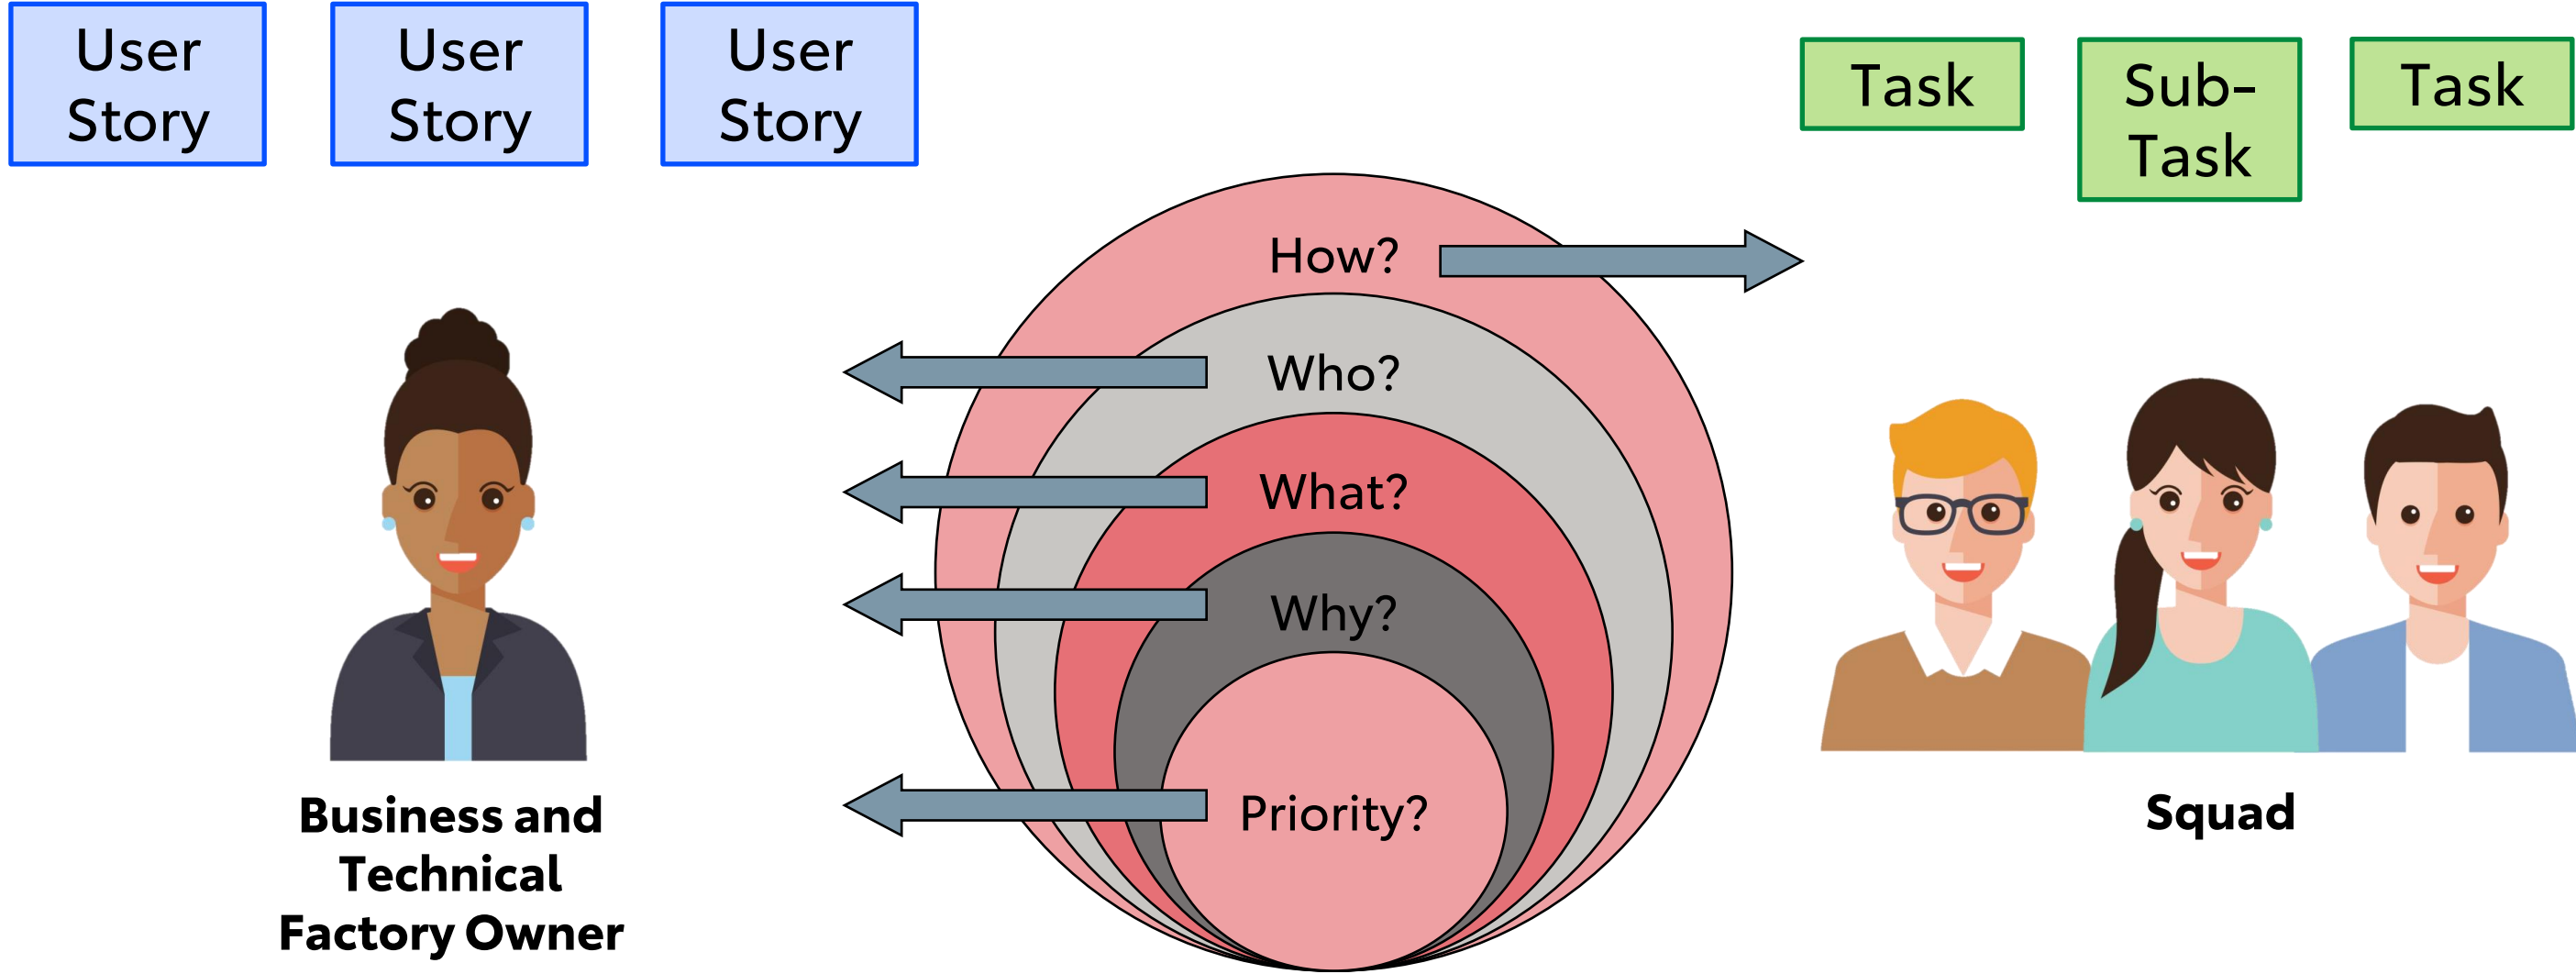 User
Story
User
Story
User
Story
Task
Sub-
Task
Task
How?
Who?
What?
Why?
Priority?
Business and
Technical
Factory Owner
Squad